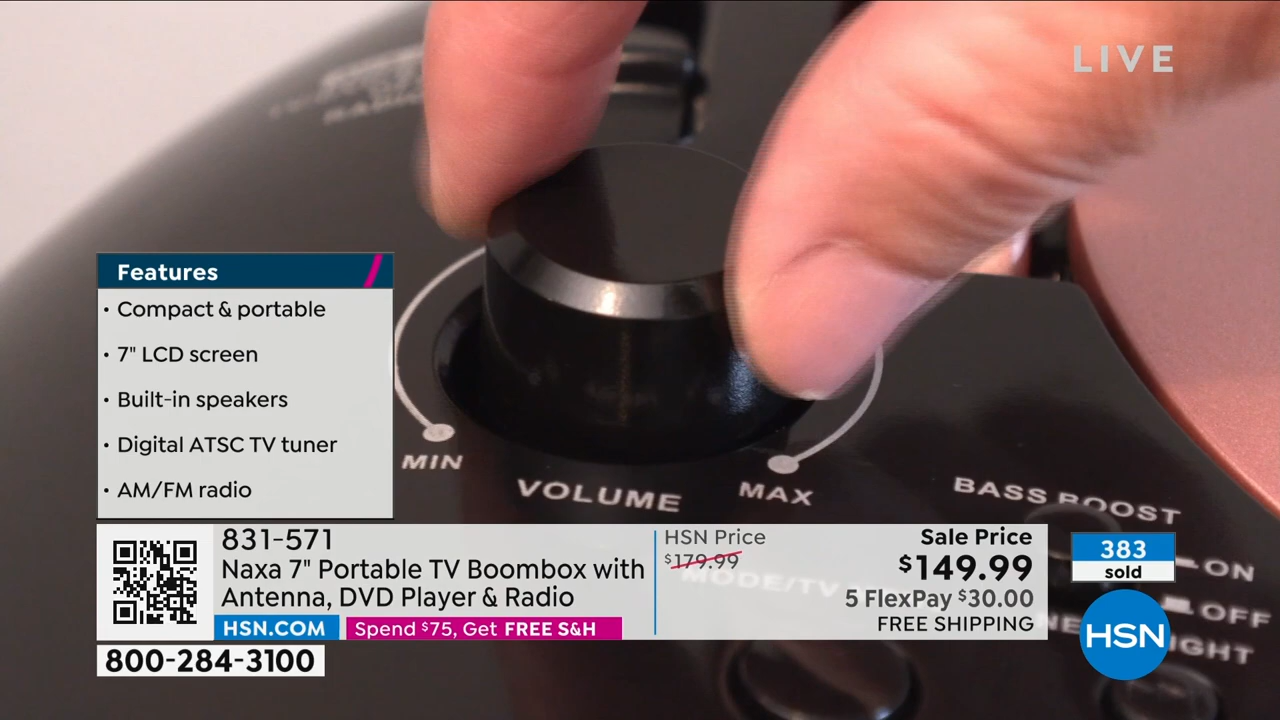 LIVE
Features
• Compact & portable
• 7" LCD screen
• Built-in speakers
• Digital ATSC TV tuner
• AM/FM radio
MIN
VOLUME
MAX
BASS BOOST
ON
OFF
MODE/TV
831-571
Naxa 7" Portable TV Boombox with
Antenna, DVD Player & Radio
HSN.COM
Spend $75, Get FREE S&H
800-284-3100
HSN Price
$179.99
Sale Price
$149.99
5 FlexPay $30.00
FREE SHIPPING
383
sold
HSN